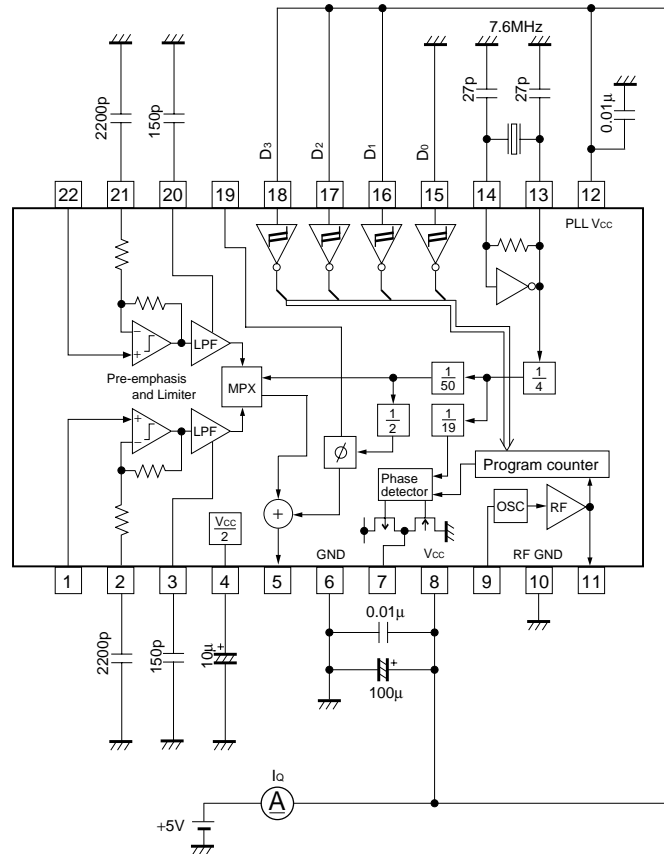 7.6MHz
2200p
150p
27p
27p
0.01μ
D3
D2
D1
D0
22
21
20
19
18
17
16
15
14
13
12
PLL VCC
LPF
Pre-emphasis
and Limiter
MPX
1
50
1
4
1
2
1
19
LPF
ϕ
Phase
detector
Program counter
VCC
2
+
OSC
RF
GND
VCC
RF GND
1
2
3
4
5
6
7
8
9
10
11
2200p
150p
10μ
+
0.01μ
+
100μ
IQ
A
+5V